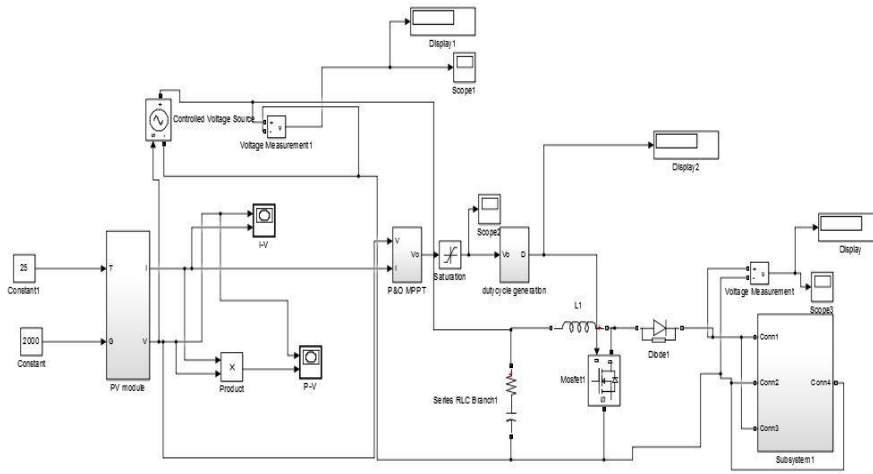 Display1
Scope1
+
Controlled Voltage Source
+
-
v
Voltage Measurement1
Display2
Scope2
25
Constant1
T
I
G
V
PV module
2000
Constant
I-V
×
Product
P-V
V
I
Vo
P&O MPPT
Saturation
Vo
D
dutycycle generation
Display
+
-
v
Voltage Measurement
Scope3
L1
Diode1
Mosfet1
Series RLC Branch1
Conn1
Conn2
Conn3
Conn4
Subsystem1